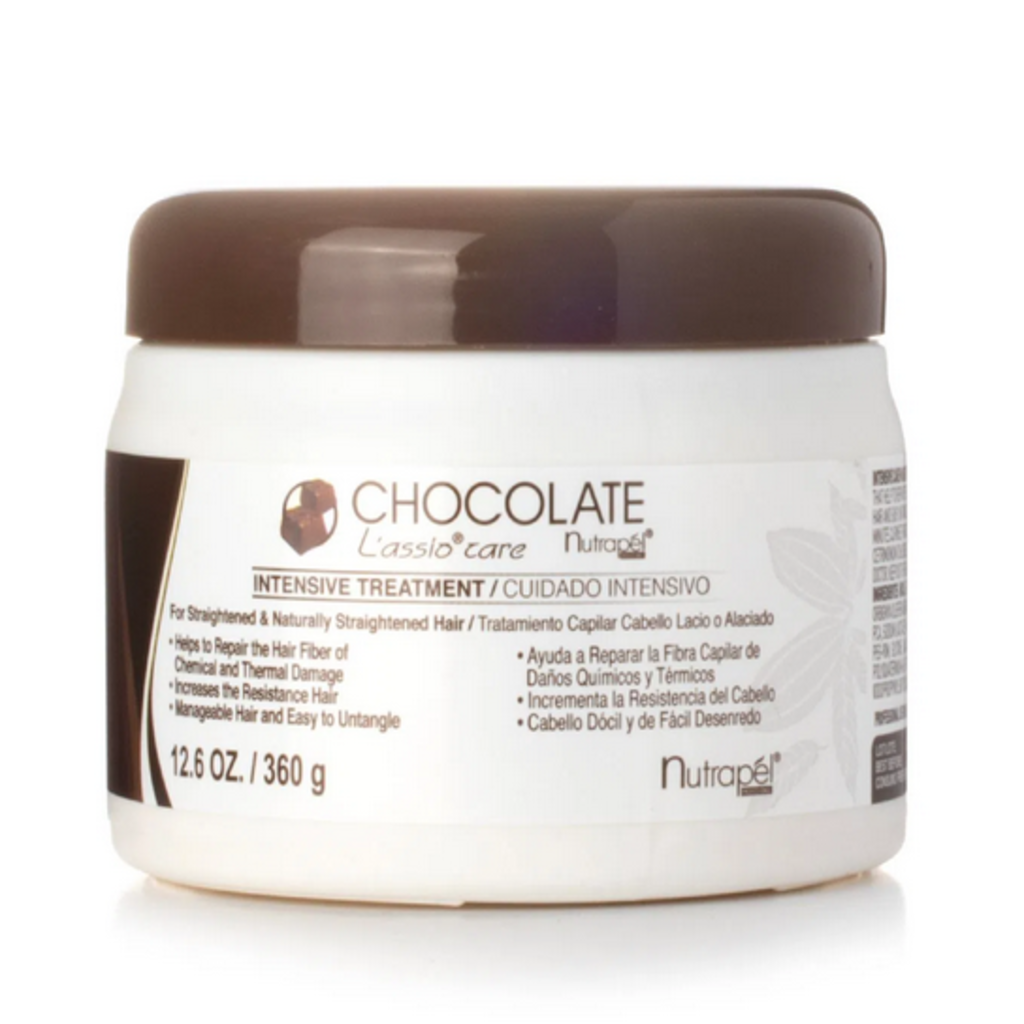 CHOCOLATE
L'assio® care Nutrapél®
INTENSIVE TREATMENT / CUIDADO INTENSIVO
For Straightened & Naturally Straightened Hair / Tratamiento Capilar Cabello Lacio o Alaciado
• Helps to Repair the Hair Fiber of
Chemical and Thermal Damage
• Increases the Resistance Hair
• Manageable Hair and Easy to Untangle
• Ayuda a Reparar la Fibra Capilar de
Daños Químicos y Térmicos
• Incrementa la Resistencia del Cabello
• Cabello Dócil y de Fácil Desenredo
12.6 OZ. / 360 g
Nutrapél®